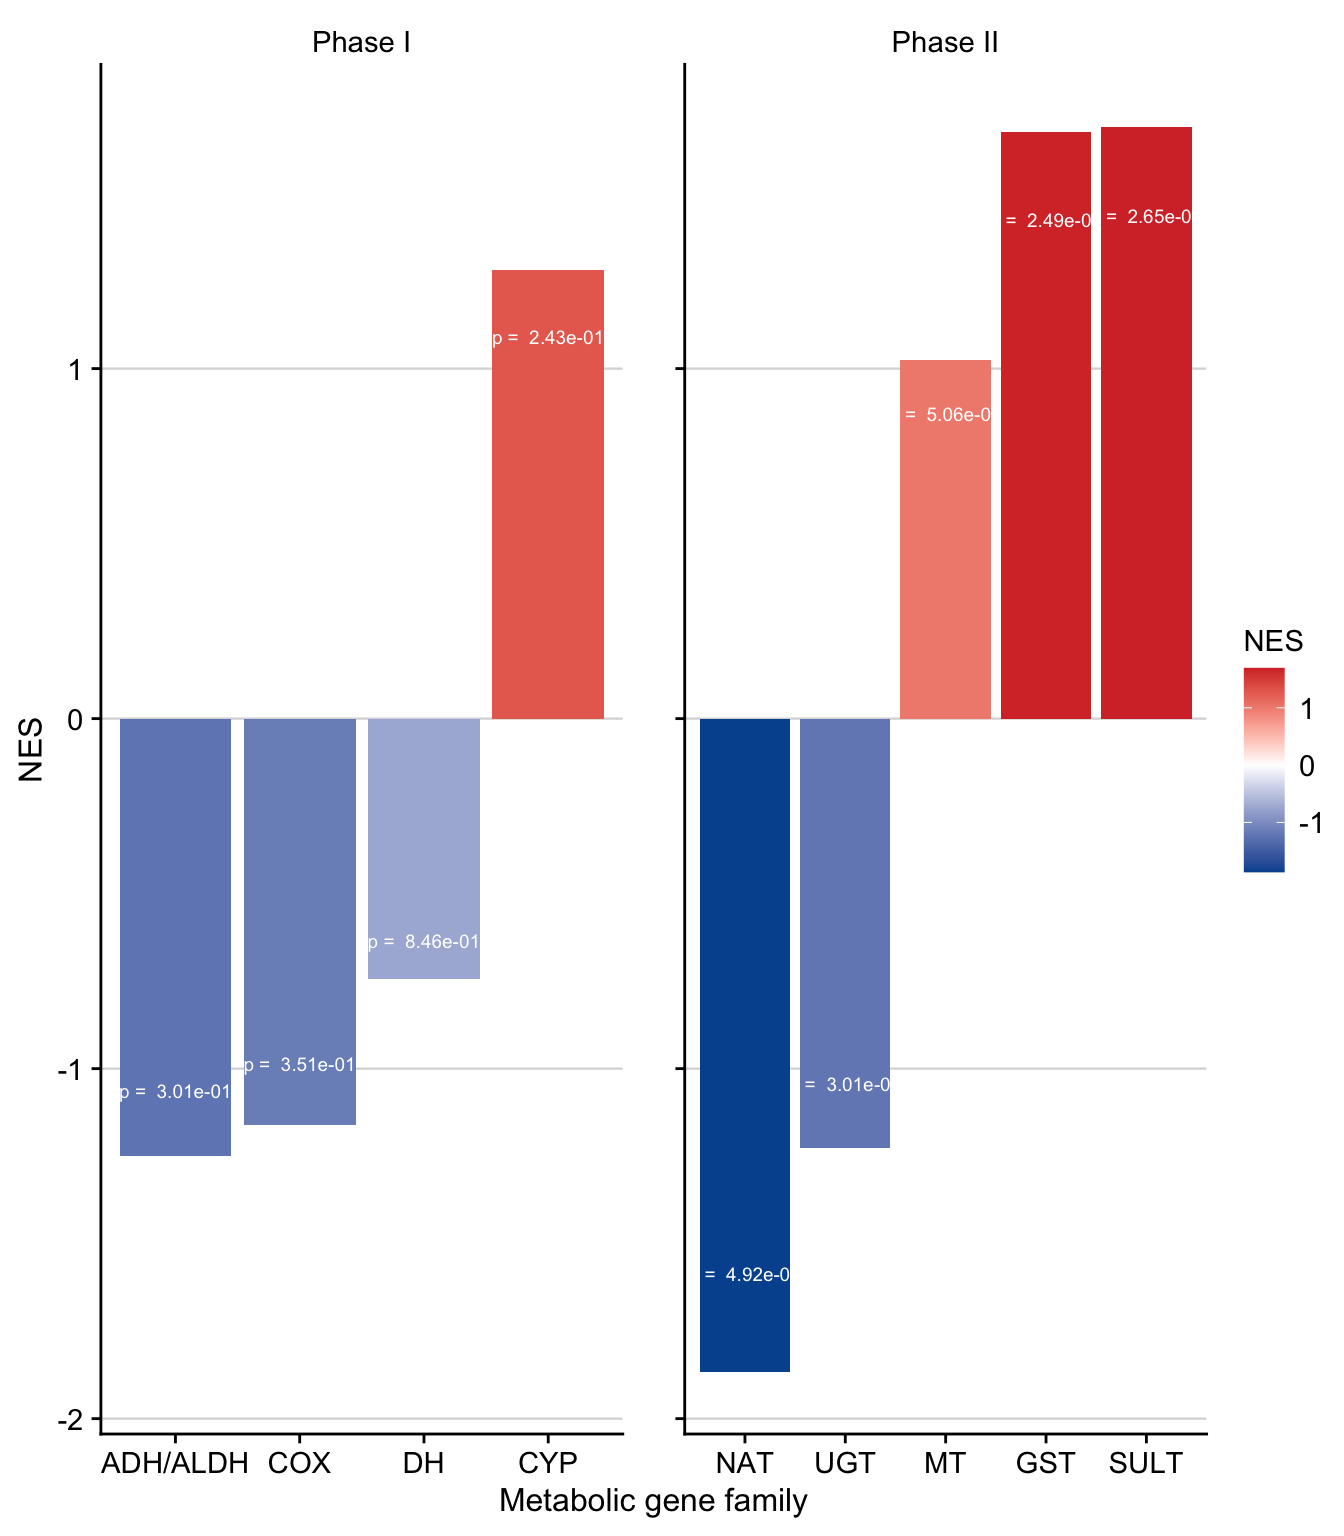 Phase I
Phase II
= 2.49e-0
= 2.65e-0
p = 2.43e-01
1
= 5.06e-0
NES
1
0
-1
0
NES
p = 8.46e-01
p = 3.51e-01
-1
p = 3.01e-01
= 3.01e-0
= 4.92e-0
-2
ADH/ALDH COX DH CYP
NAT UGT MT GST SULT
Metabolic gene family